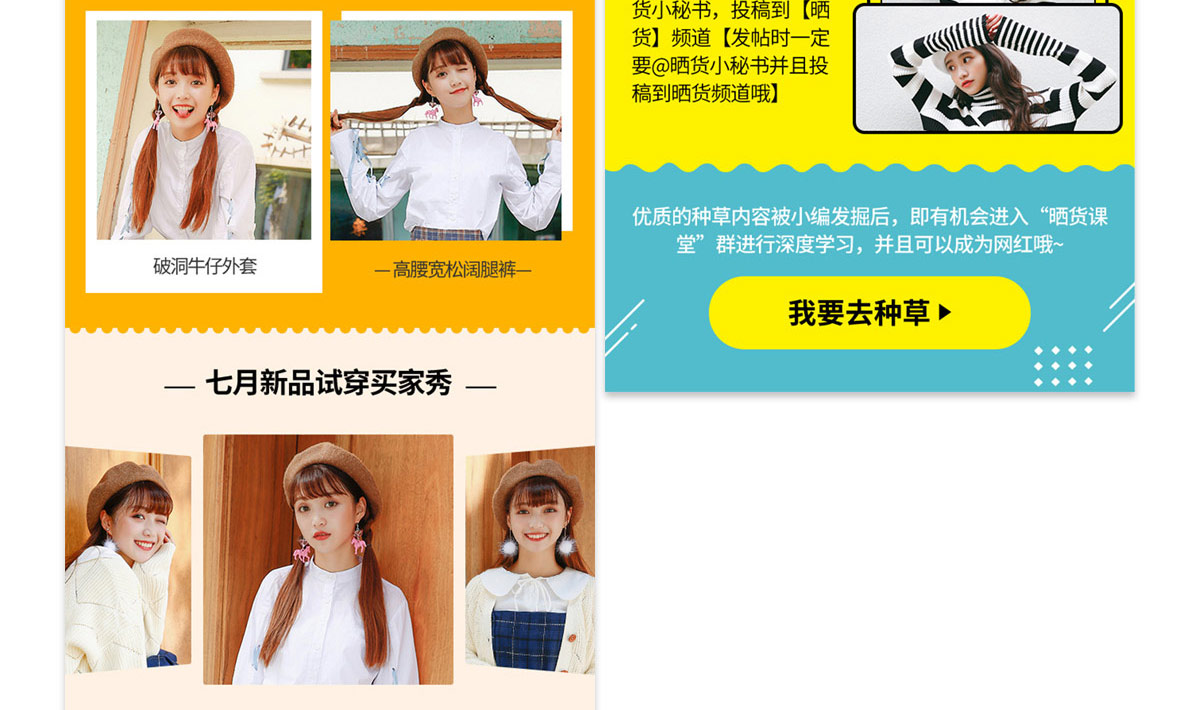 破洞牛仔外套
— 高腰宽松阔腿裤—
— 七月新品试穿买家秀 —
货小秘书，投稿到【晒
货】频道【发帖时一定
要@晒货小秘书并且投
稿到晒货频道哦】
优质的种草内容被小编发掘后，即有机会进入“晒货课
堂”群进行深度学习，并且可以成为网红哦~
我要去种草